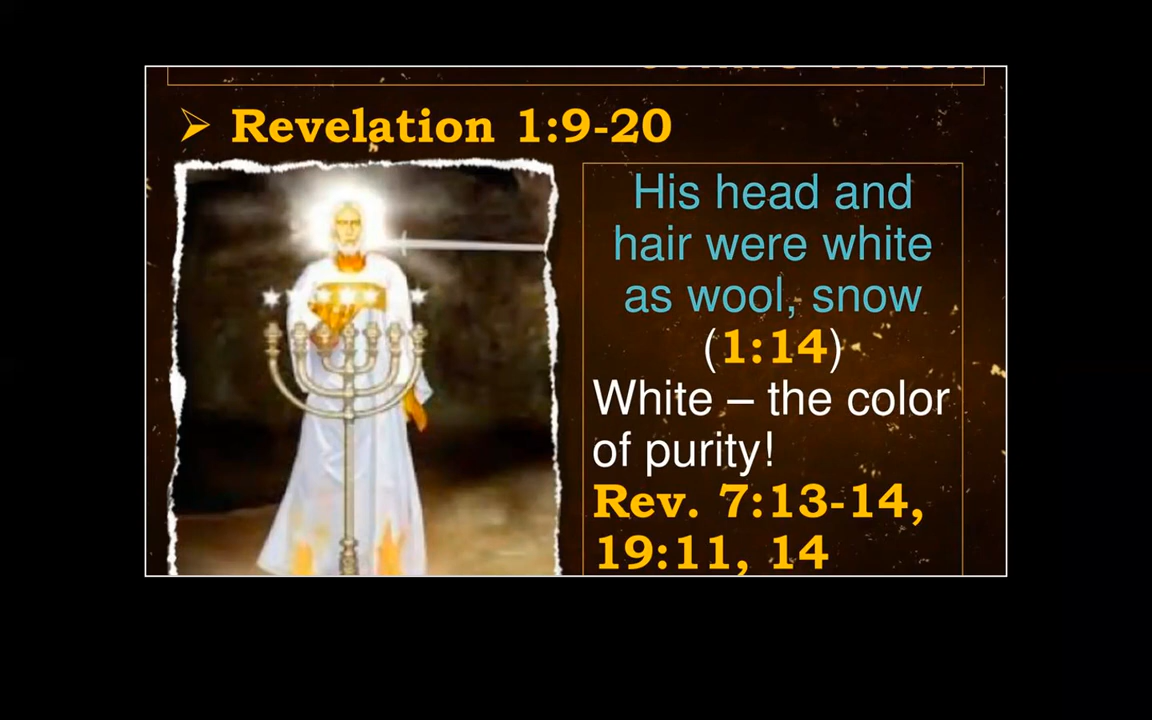 Revelation 1:9-20
His head and
hair were white
as wool, snow
(1:14)
White – the color
of purity!
Rev. 7:13-14,
19:11, 14